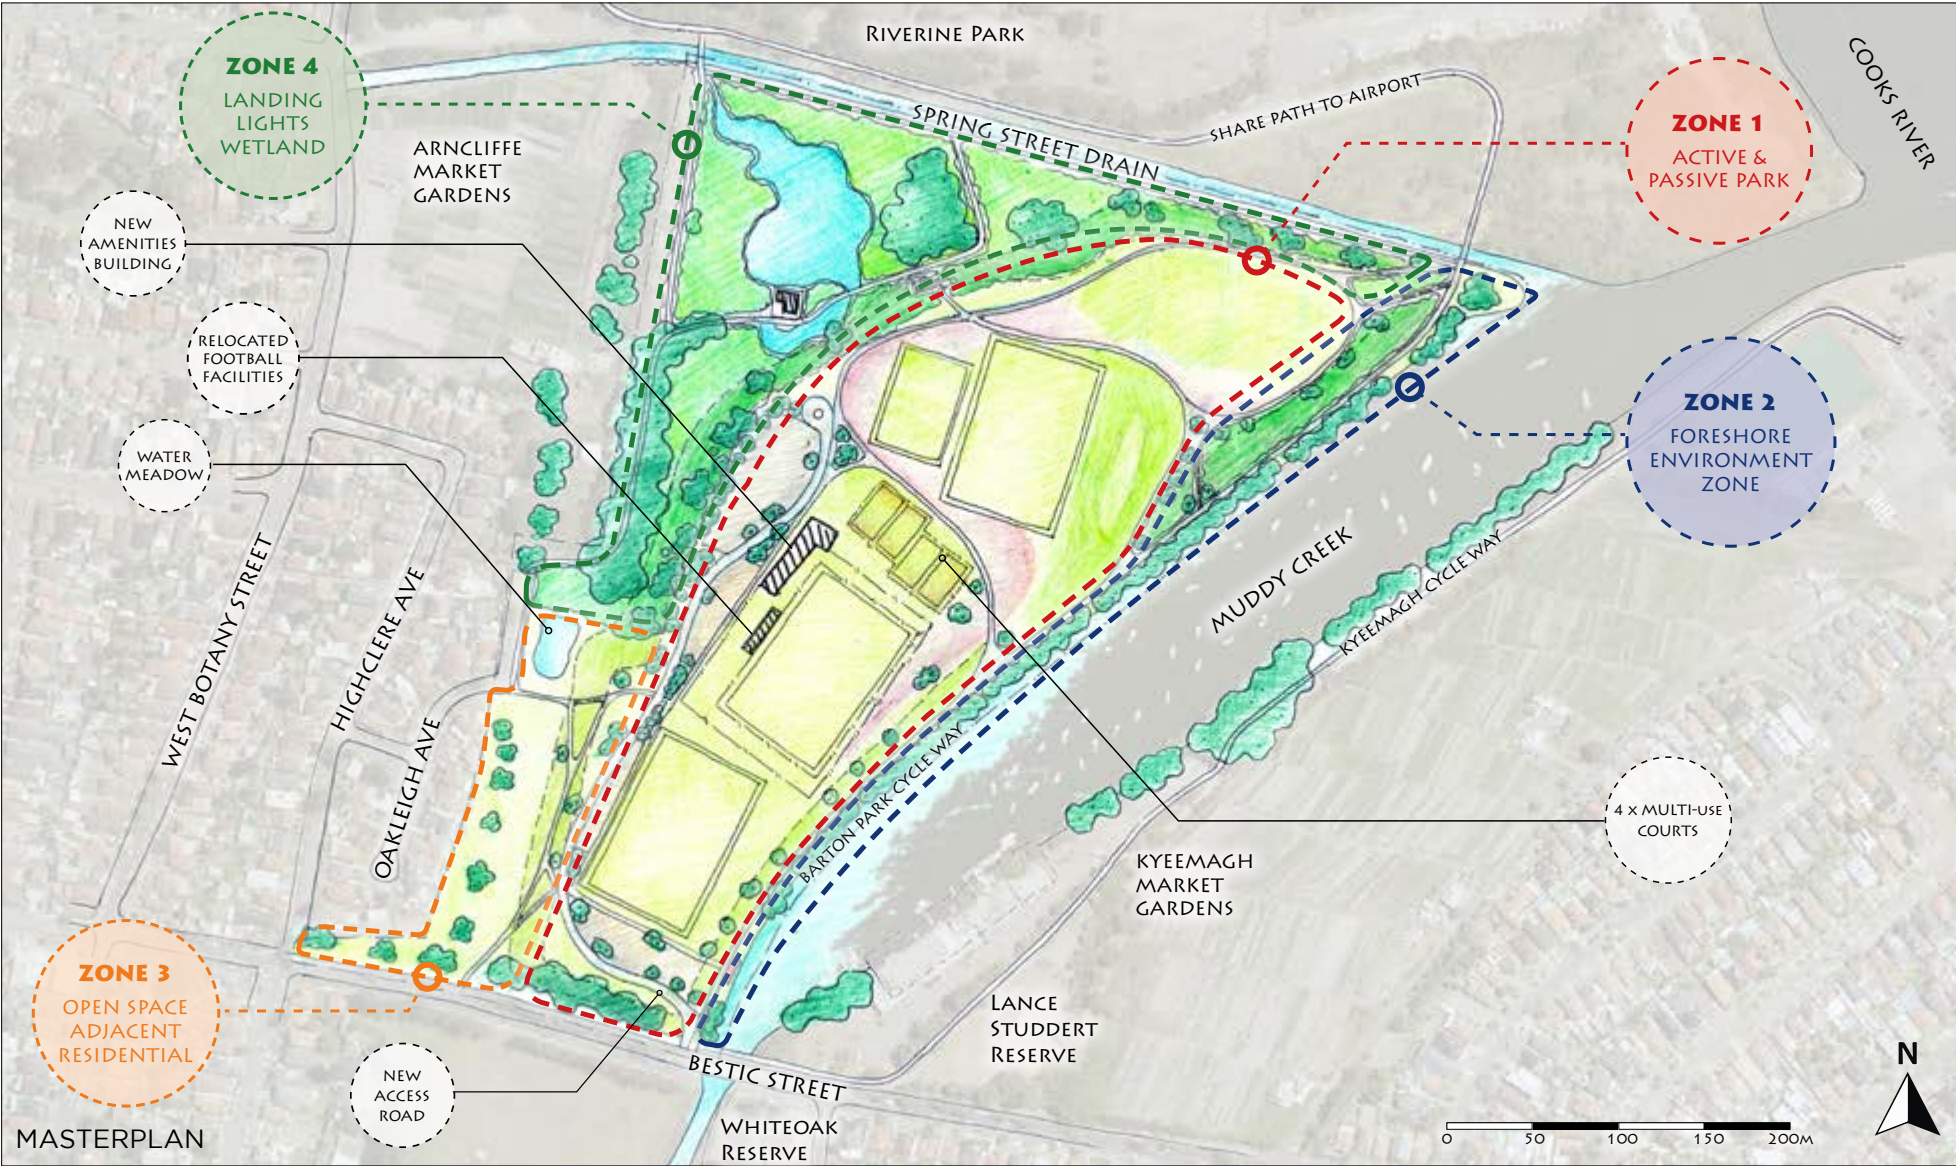 Riverine Park
COOKS RIVER
ZONE 4
LANDING
LIGHTS
WETLAND
ARNCLIFFE
MARKET
GARDENS
SPRING STREET DRAIN
SHARE PATH TO AIRPORT
ZONE 1
ACTIVE &
PASSIVE PARK
NEW
AMENITIES
BUILDING
RELOCATED
FOOTBALL
FACILITIES
WATER
MEADOW
ZONE 2
FORESHORE
ENVIRONMENT
ZONE
WEST BOTANY STREET
HIGHCLERE AVE
OAKLEIGH AVE
MUDDY CREEK
KYEEMAGH CYCLE WAY
BARTON PARK CYCLE WAY
4 x MULTI-USE
COURTS
KYEEMAGH
MARKET
GARDENS
ZONE 3
OPEN SPACE
ADJACENT
RESIDENTIAL
LANCE
STUDDERT
RESERVE
NEW
ACCESS
ROAD
BESTIC STREET
WHITEOAK
RESERVE
MASTERPLAN
0 50 100 150 200M
N